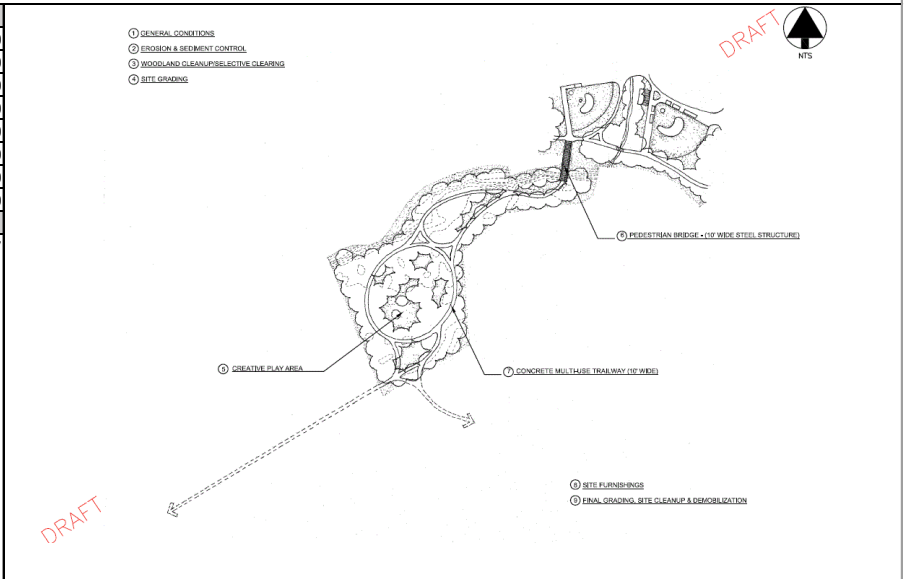 ① GENERAL CONDITIONS
② EROSION & SEDIMENT CONTROL
③ WOODLAND CLEANUP/SELECTIVE CLEARING
④ SITE GRADING
DRAFT
NTS
⑥ PEDESTRIAN BRIDGE - (10' WIDE STEEL STRUCTURE)
⑤ CREATIVE PLAY AREA
⑦ CONCRETE MULTI-USE TRAILWAY (10' WIDE)
⑧ SITE FURNISHINGS
⑨ FINAL GRADING, SITE CLEANUP & DEMOBILIZATION
DRAFT